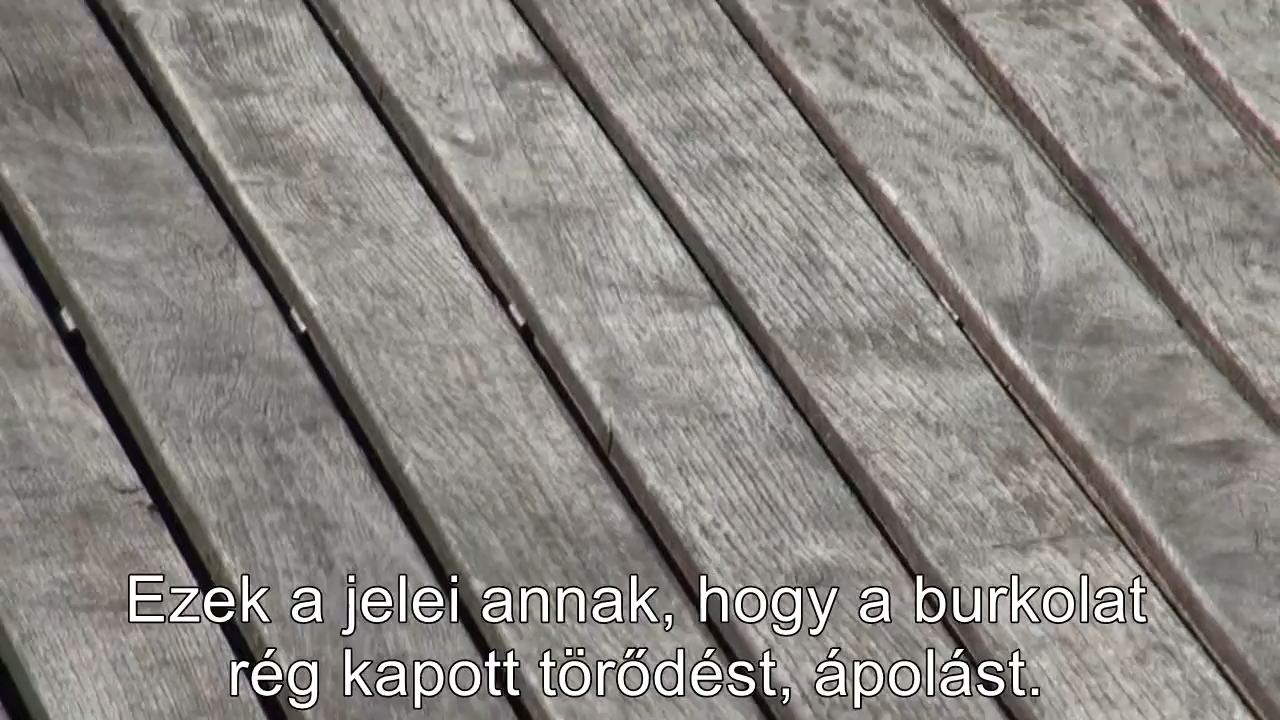 Ezek a jelei annak, hogy a burkolat
rég kapott törődést, ápolást.